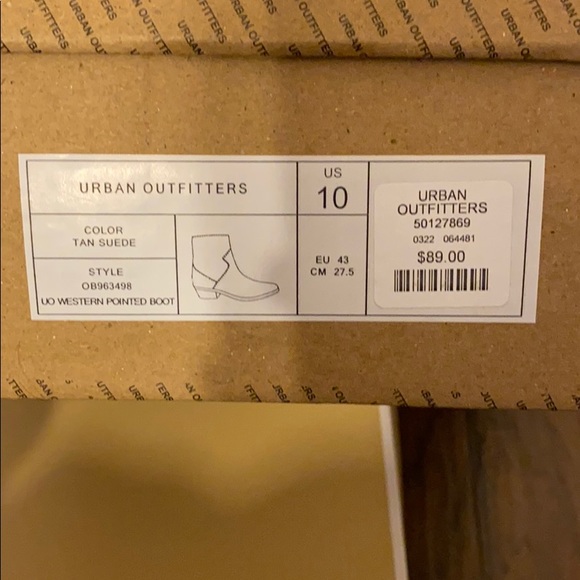 URBAN OUTFITTERS
COLOR
TAN SUEDE
STYLE
OB963498
UO WESTERN POINTED BOOT
US
10
EU 43
CM 27.5
URBAN
OUTFITTERS
50127869
0322 064481
$89.00